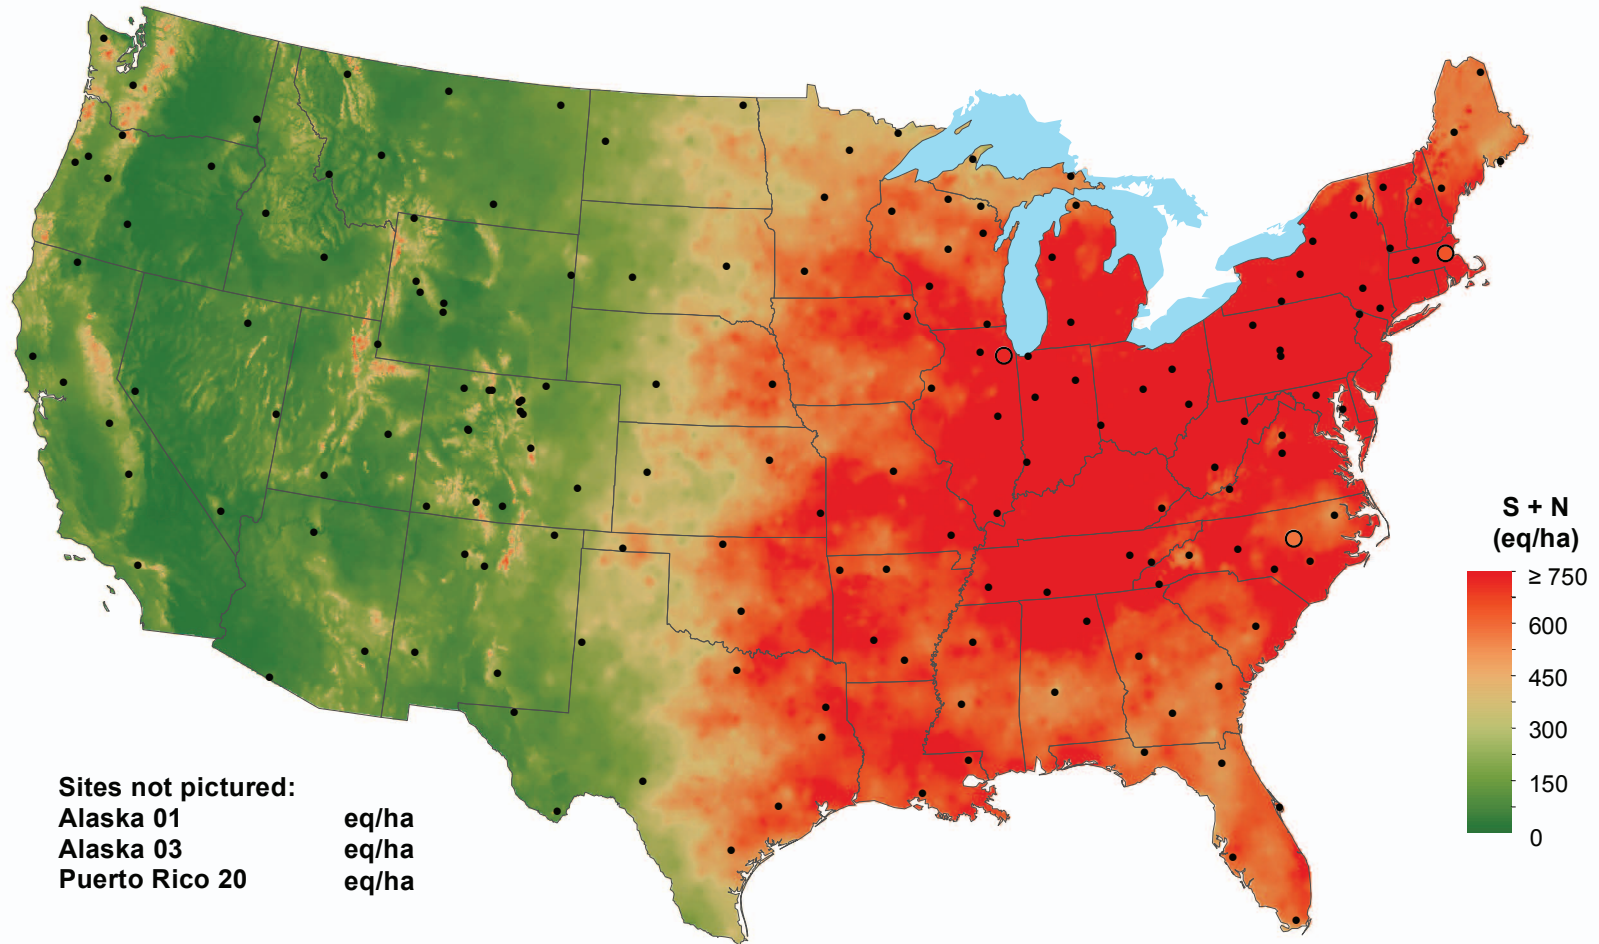 S + N
(eq/ha)
≥ 750
600
450
300
150
0
Sites not pictured:
Alaska 01 eq/ha
Alaska 03 eq/ha
Puerto Rico 20 eq/ha